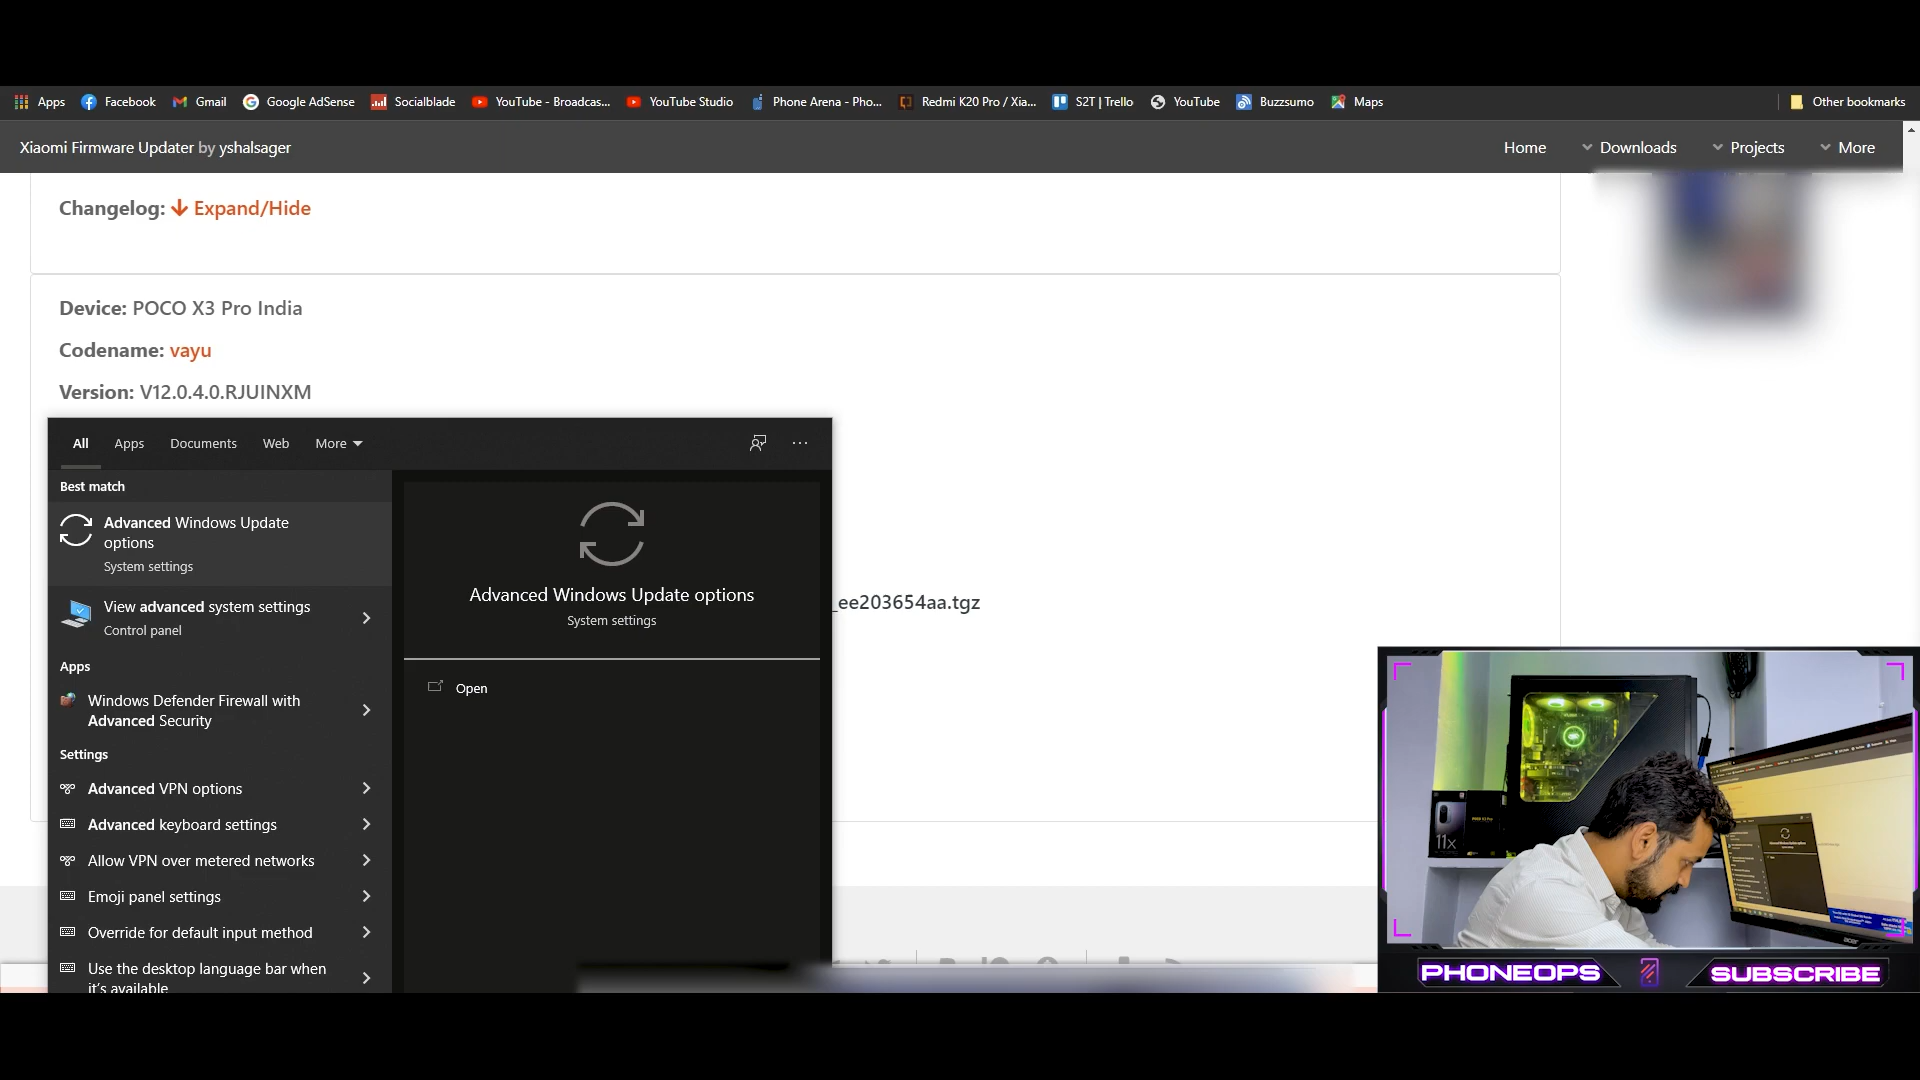 Apps Facebook Gmail Google AdSense Socialblade YouTube - Broadcas... YouTube Studio Phone Arena - Pho... Redmi K20 Pro / Xia... S2T | Trello YouTube Buzzsumo Maps Other bookmarks
Xiaomi Firmware Updater by yshalsager Home Downloads Projects More
Changelog: Expand/Hide
Device: POCO X3 Pro India
Codename: vayu
Version: V12.0.4.0.RJUINXM
All Apps Documents Web More
Best match
Advanced Windows Update
options
System settings
View advanced system settings
Control panel
Apps
Windows Defender Firewall with
Advanced Security
Settings
Advanced VPN options
Advanced keyboard settings
Allow VPN over metered networks
Emoji panel settings
Override for default input method
Use the desktop language bar when
it's available
Advanced Windows Update options
System settings
Open
_ee203654aa.tgz
11x
acer
PHONEOPS SUBSCRIBE